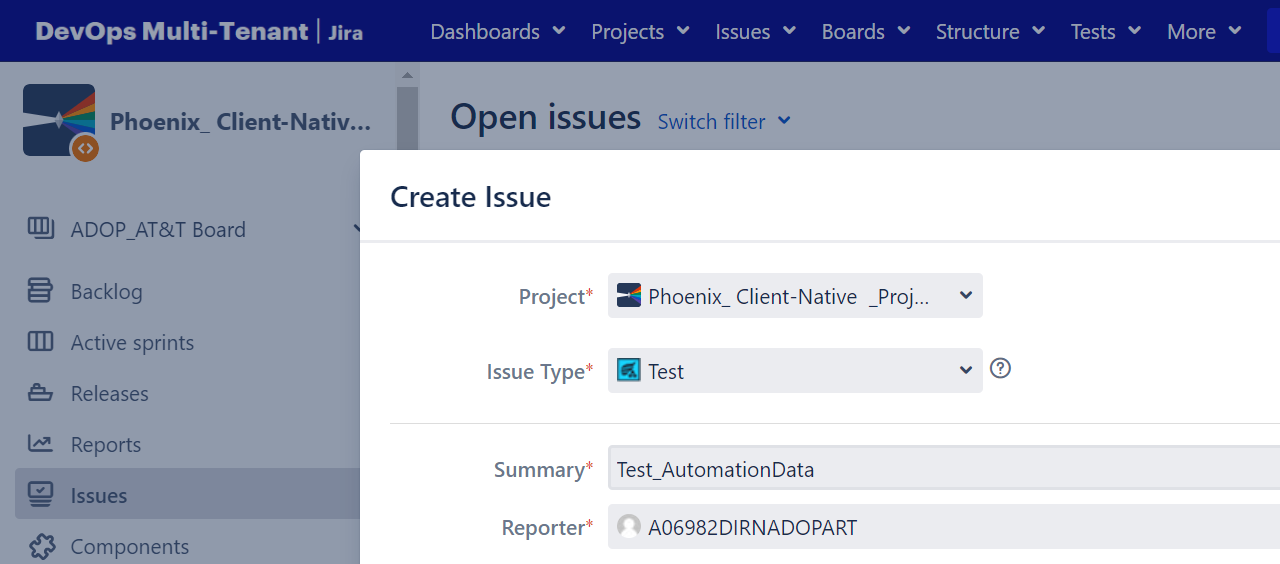 DevOps Multi-Tenant | Jira Dashboards Projects Issues Boards Structure Tests More
Phoenix_ Client-Nativ...
Open issues Switch filter
Create Issue
ADOP_AT&T Board
Backlog
Active sprints
Releases
Reports
Issues
Components
Project* Phoenix_ Client-Native _Proj...
Issue Type* Test
Summary* Test_AutomationData
Reporter* A06982DIRNADOPART